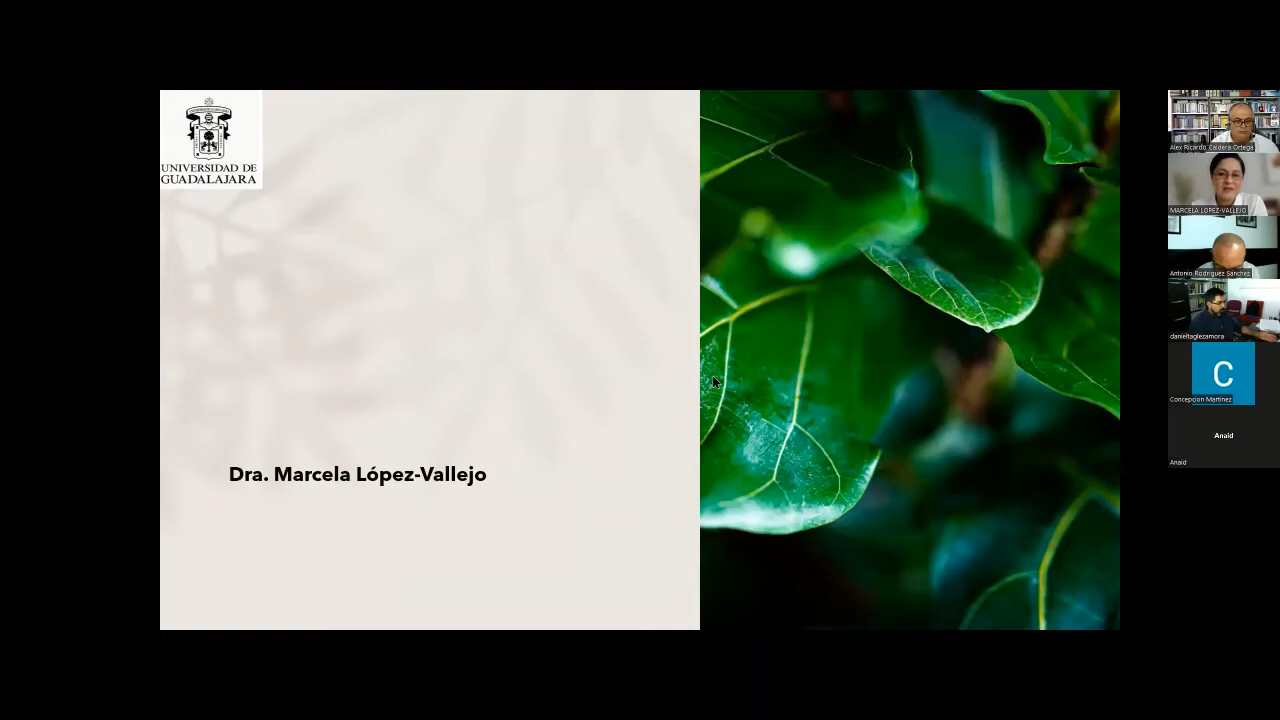 UNIVERSIDAD DE
GUADALAJARA
Dra. Marcela López-Vallejo
Alex Ricardo Caldera Ortega
MARCELA LOPEZ-VALLEJO
Antonio Rodriguez Sanchez
danieltaglezamora
C
Concepcion Martinez
Anaid
Anaid